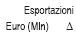 Esportazioni
Euro (Mln) Δ